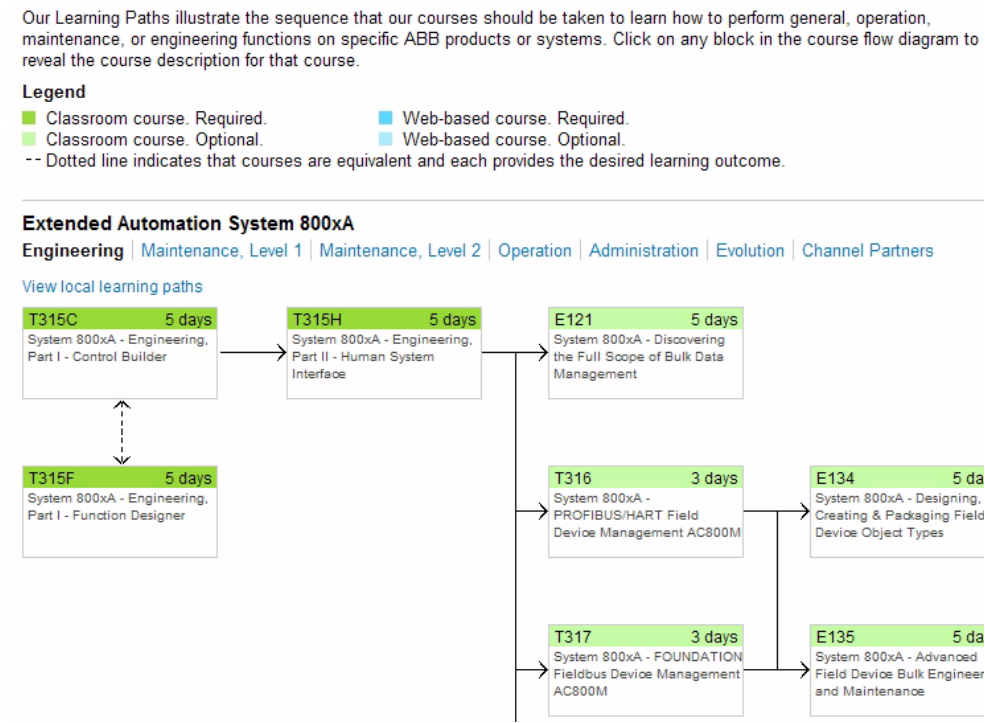 Our Learning Paths illustrate the sequence that our courses should be taken to learn how to perform general, operation,
maintenance, or engineering functions on specific ABB products or systems. Click on any block in the course flow diagram to
reveal the course description for that course.
Legend
Classroom course. Required.
Web-based course. Required.
Classroom course. Optional.
Web-based course. Optional.
-- Dotted line indicates that courses are equivalent and each provides the desired learning outcome.
Extended Automation System 800xA
Engineering | Maintenance, Level 1 | Maintenance, Level 2 | Operation | Administration | Evolution | Channel Partners
View local learning paths
T315C 5 days
System 800xA - Engineering,
Part I - Control Builder
T315H 5 days
System 800xA - Engineering,
Part II - Human System
Interface
E121 5 days
System 800xA - Discovering
the Full Scope of Bulk Data
Management
T315F 5 days
System 800xA - Engineering,
Part I - Function Designer
T316 3 days
System 800xA -
PROFIBUS/HART Field
Device Management AC800M
E134 5 da
System 800xA - Designing,
Creating & Packaging Field
Device Object Types
T317 3 days
System 800xA - FOUNDATION
Fieldbus Device Management
AC800M
E135 5 da
System 800xA - Advanced
Field Device Bulk Engineer
and Maintenance